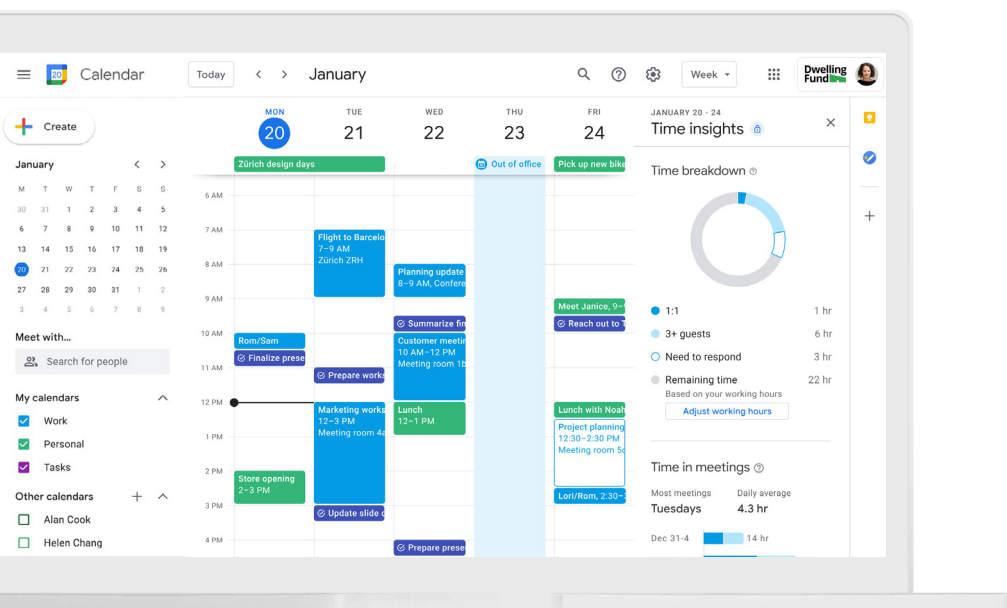 20
Calendar
Today
January
Week
Dwelling
Fund
Create
January
M T W T F S S
30 31 1 2 3 4 5
6 7 8 9 10 11 12
13 14 15 16 17 18 19
20 21 22 23 24 25 26
27 28 29 30 31 1 2
3 4 5 6 7 8 9
Meet with...
Search for people
My calendars
Work
Personal
Tasks
Other calendars
Alan Cook
Helen Chang
MON TUE WED THU FRI
20 21 22 23 24
Zürich design days
Out of office
Pick up new bike
6 AM
7 AM
8 AM
9 AM
10 AM
11 AM
12 PM
1 PM
2 PM
3 PM
4 PM
Rom/Sam
Finalize prese
Store opening
2–3 PM
Flight to Barcelo
7–9 AM
Zürich ZRH
Prepare works
Marketing works
12–3 PM
Meeting room 4a
Update slide
Planning update
8–9 AM, Confere
Summarize fin
Customer meetin
10 AM–12 PM
Meeting room 1b
Lunch
12–1 PM
Prepare prese
Meet Janice, 9–
Reach out to T
Lunch with Noah
Project planning
12:30–2:30 PM
Meeting room 5c
Lori/Rom, 2:30–
JANUARY 20 - 24
Time insights
Time breakdown
1:1 1 hr
3+ guests 6 hr
Need to respond 3 hr
Remaining time 22 hr
Based on your working hours
Adjust working hours
Time in meetings
Most meetings Daily average
Tuesdays 4.3 hr
Dec 31-4 14 hr